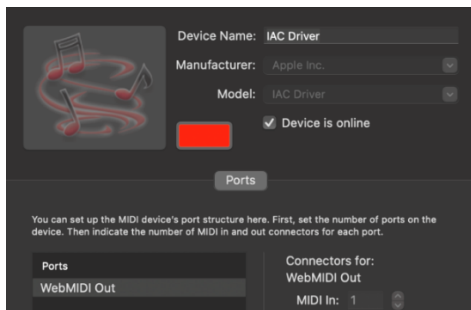 Device Name: IAC Driver
Manufacturer: Apple Inc.
Model: IAC Driver
Device is online
Ports
You can set up the MIDI device's port structure here. First, set the number of ports on the
device. Then indicate the number of MIDI in and out connectors for each port.
Ports
WebMIDI Out
Connectors for:
WebMIDI Out
MIDI In: 1